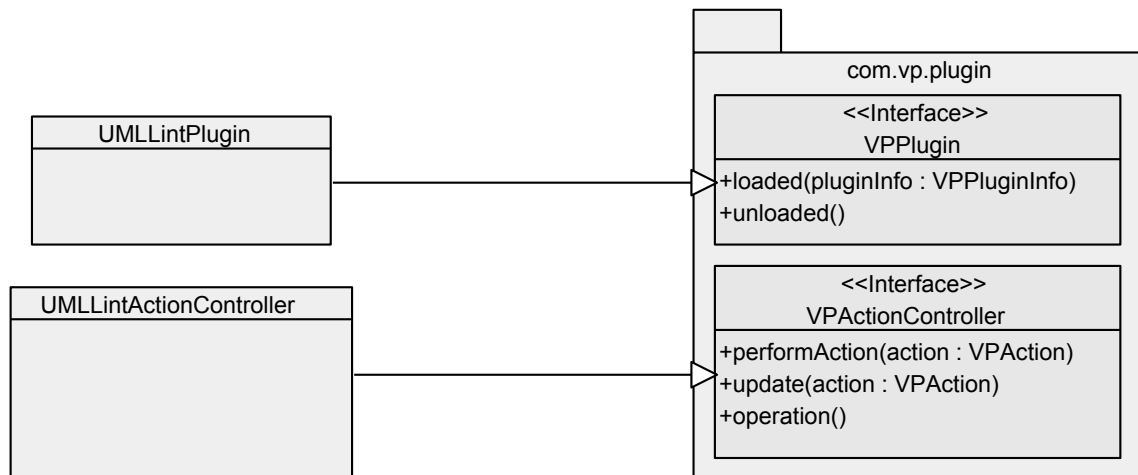 com.vp.plugin
UMLLintPlugin
<<Interface>>
VPPlugin
+loaded(pluginInfo : VPPluginInfo)
+unloaded()
UMLLintActionController
<<Interface>>
VPActionController
+performAction(action : VPAction)
+update(action : VPAction)
+operation()